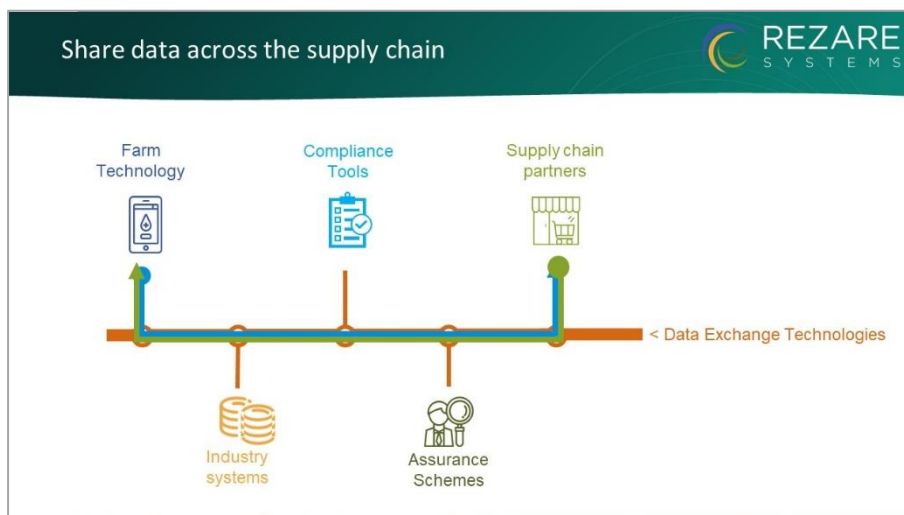 Share data across the supply chain
REZARE
SYSTEMS
Farm
Technology
Compliance
Tools
Supply chain
partners
< Data Exchange Technologies
Industry
systems
Assurance
Schemes